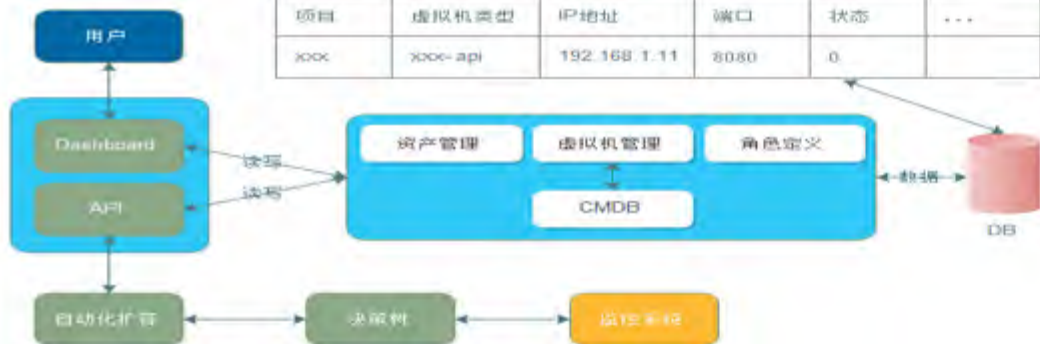 项目 虚拟机类型 IP地址 端口 状态 ...
xxx xxx-api 192.168.1.11 8080 0
用户
Dashboard
API
读写
读写
资产管理 虚拟机管理 角色定义
CMDB
数据
DB
自动化扩容 决策树 监控系统